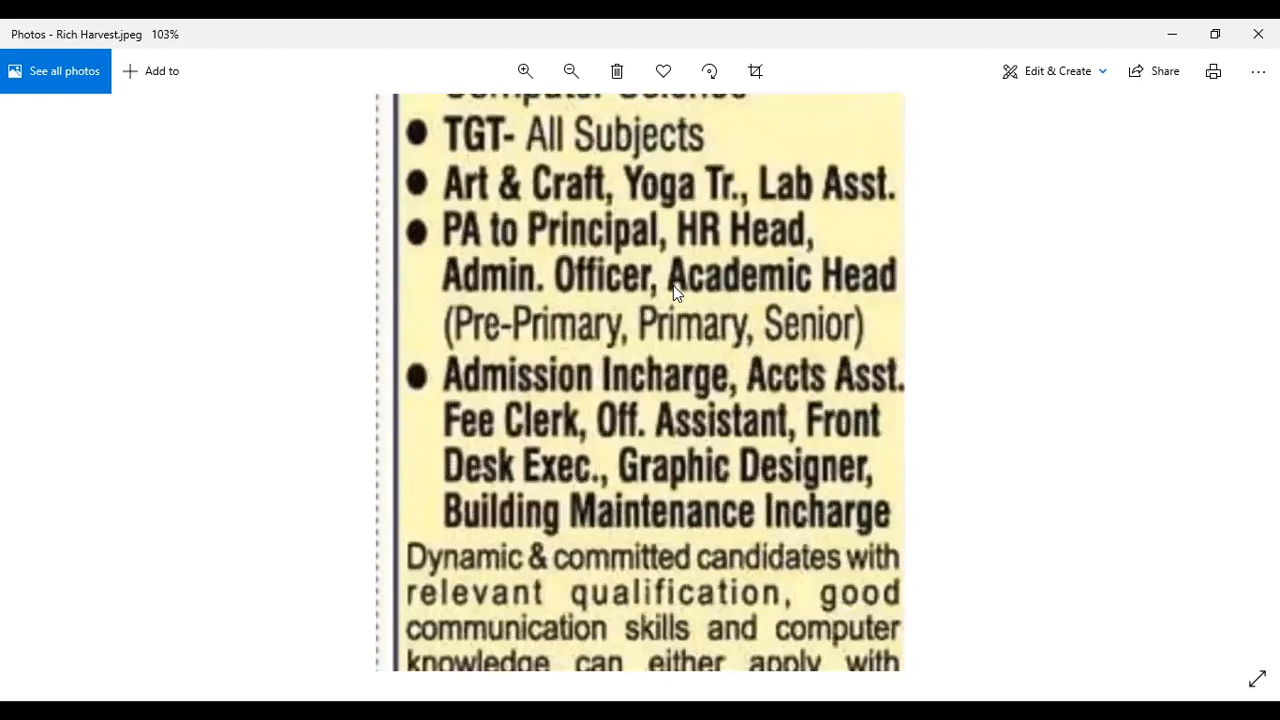 Photos - Rich Harvest.jpeg 103%
See all photos
Add to
Edit & Create
Share
Computer Science
● TGT- All Subjects
● Art & Craft, Yoga Tr., Lab Asst.
● PA to Principal, HR Head,
Admin. Officer, Academic Head
(Pre-Primary, Primary, Senior)
● Admission Incharge, Accts Asst.
Fee Clerk, Off. Assistant, Front
Desk Exec., Graphic Designer,
Building Maintenance Incharge
Dynamic & committed candidates with
relevant qualification, good
communication skills and computer
knowledge can either apply with